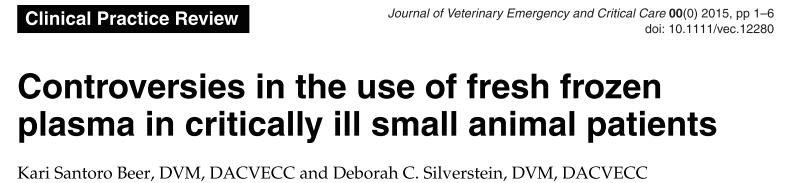 Clinical Practice Review
Journal of Veterinary Emergency and Critical Care 00(0) 2015, pp 1–6
doi: 10.1111/vec.12280
Controversies in the use of fresh frozen
plasma in critically ill small animal patients
Kari Santoro Beer, DVM, DACVECC and Deborah C. Silverstein, DVM, DACVECC